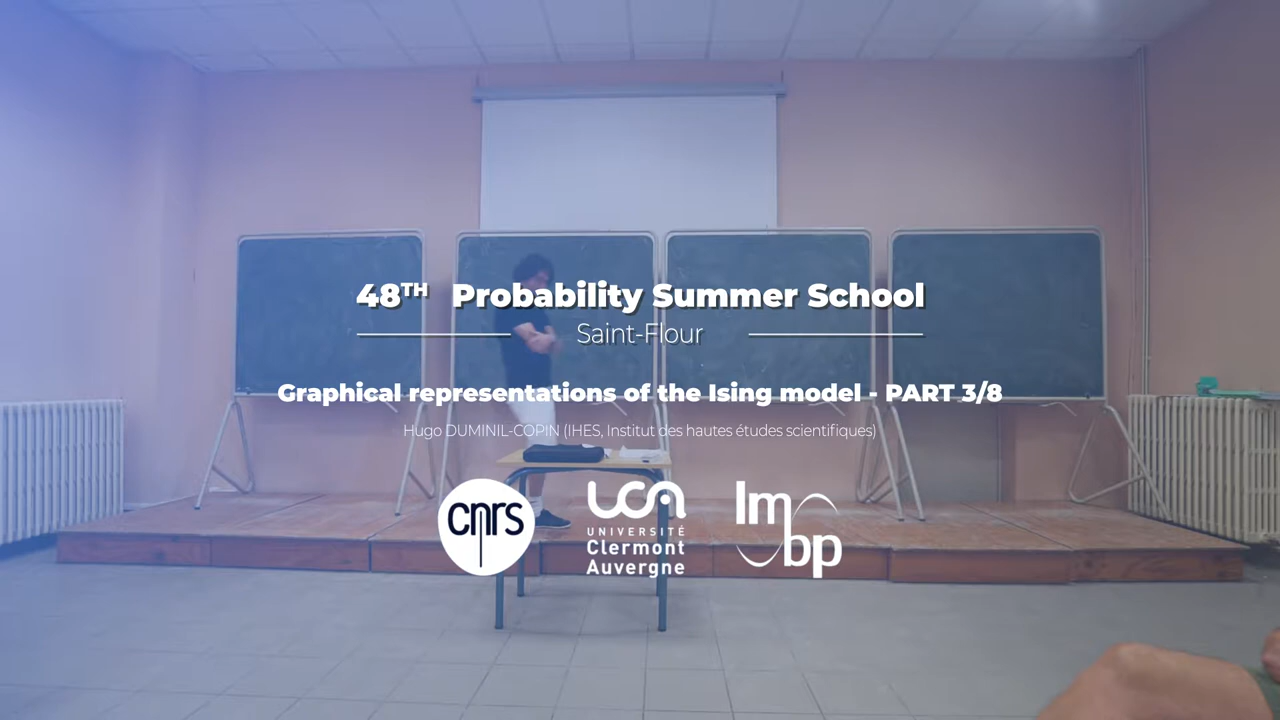 48TH Probability Summer School
Saint-Flour
Graphical representations of the Ising model - PART 3/8
Hugo DUMINIL-COPIN (IHES, Institut des hautes études scientifiques)
cnrs
uca
UNIVERSITÉ
Clermont
Auvergne
lm
bp